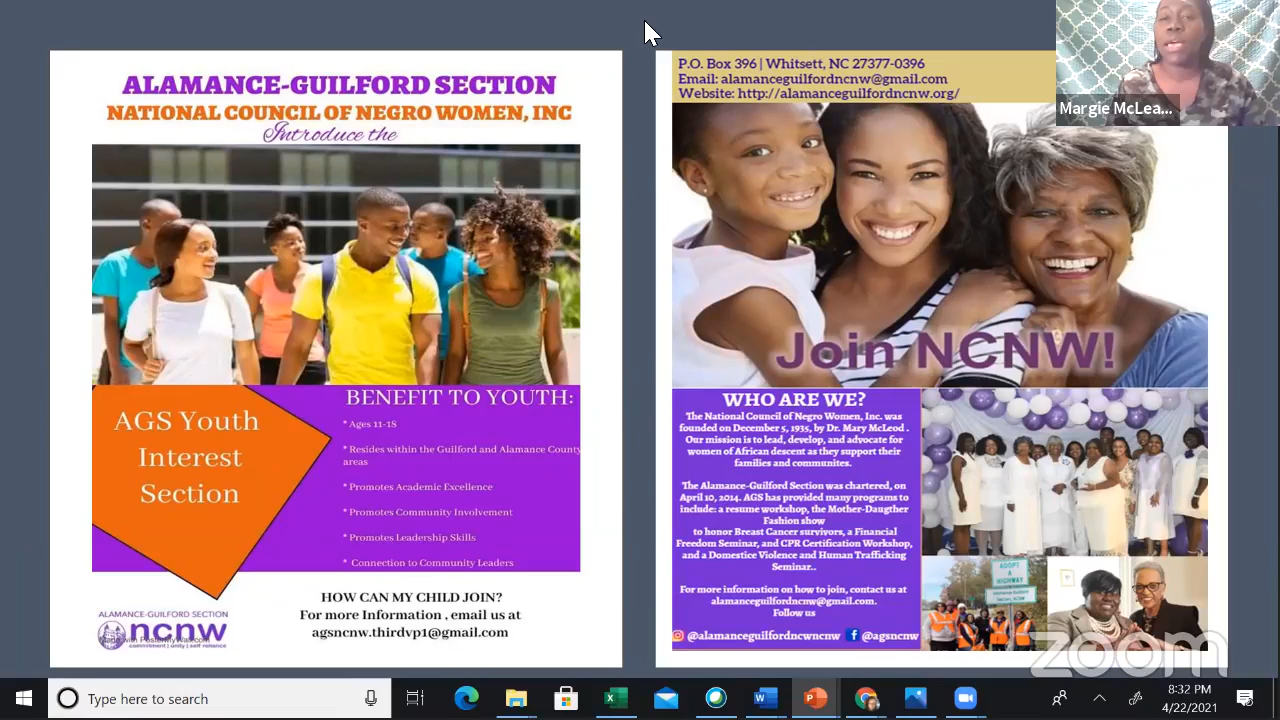 ALAMANCE-GUILFORD SECTION
NATIONAL COUNCIL OF NEGRO WOMEN, INC
Introduce the
AGS Youth
Interest
Section
BENEFIT TO YOUTH:
* Ages 11-18
* Resides within the Guilford and Alamance County
areas
* Promotes Academic Excellence
* Promotes Community Involvement
* Promotes Leadership Skills
* Connection to Community Leaders
HOW CAN MY CHILD JOIN?
For more Information , email us at
agsncnw.thirdvp1@gmail.com
ALAMANCE-GUILFORD SECTION
ncnw
commitment | unity | self reliance
P.O. Box 396 | Whitsett, NC 27377-0396
Email: alamanceguilfordncnw@gmail.com
Website: http://alamanceguilfordncnw.org/
Join NCNW!
WHO ARE WE?
The National Council of Negro Women, Inc. was
founded on December 5, 1935, by Dr. Mary McLeod .
Our mission is to lead, develop, and advocate for
women of African descent as they support their
families and communites.
The Alamance-Guilford Section was chartered, on
April 10, 2014. AGS has provided many programs to
include: a resume workshop, the Mother-Daugther
Fashion show
to honor Breast Cancer survivors, a Financial
Freedom Seminar, and CPR Certification Workshop,
and a Domestice Violence and Human Trafficking
Seminar..
For more information on how to join, contact us at
alamanceguilfordncnw@gmail.com.
Follow us
@alamanceguilfordncwncnw
@agsncnw
ADOPT
A
HIGHWAY
Margie McLea...
zoom
Type here to search
8:32 PM
4/22/2021